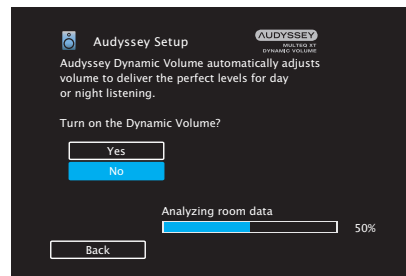 Audyssey Setup
AUDYSSEY
MULTEQ XT
DYNAMIC VOLUME
Audyssey Dynamic Volume automatically adjusts
volume to deliver the perfect levels for day
or night listening.
Turn on the Dynamic Volume?
Yes
No
Analyzing room data
50%
Back